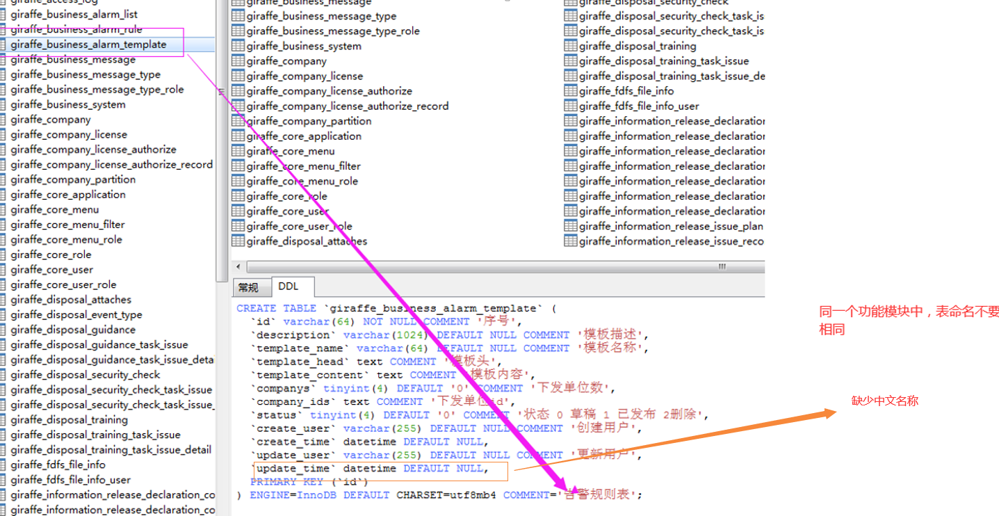 giraffe_access_log
giraffe_business_alarm_list
giraffe_business_alarm_rule
giraffe_business_alarm_template
giraffe_business_message
giraffe_business_message_type
giraffe_business_message_type_role
giraffe_business_system
giraffe_company
giraffe_company_license
giraffe_company_license_authorize
giraffe_company_license_authorize_record
giraffe_company_partition
giraffe_core_application
giraffe_core_menu
giraffe_core_menu_filter
giraffe_core_menu_role
giraffe_core_role
giraffe_core_user
giraffe_core_user_role
giraffe_disposal_attaches
giraffe_disposal_event_type
giraffe_disposal_guidance
giraffe_disposal_guidance_task_issue
giraffe_disposal_guidance_task_issue_detai
giraffe_disposal_security_check
giraffe_disposal_security_check_task_issue
giraffe_disposal_security_check_task_issue_
giraffe_disposal_training
giraffe_disposal_training_task_issue
giraffe_disposal_training_task_issue_detail
giraffe_fdfs_file_info
giraffe_fdfs_file_info_user
giraffe_information_release_declaration_co
giraffe_information_release_declaration_co
giraffe_business_message
giraffe_business_message_type
giraffe_business_message_type_role
giraffe_business_system
giraffe_company
giraffe_company_license
giraffe_company_license_authorize
giraffe_company_license_authorize_record
giraffe_company_partition
giraffe_core_application
giraffe_core_menu
giraffe_core_menu_filter
giraffe_core_menu_role
giraffe_core_role
giraffe_core_user
giraffe_core_user_role
giraffe_disposal_attaches
giraffe_disposal_security_check
giraffe_disposal_security_check_task_is
giraffe_disposal_security_check_task_is
giraffe_disposal_training
giraffe_disposal_training_task_issue
giraffe_disposal_training_task_issue_de
giraffe_fdfs_file_info
giraffe_fdfs_file_info_user
giraffe_information_release_declaration
giraffe_information_release_declaration
giraffe_information_release_declaration
giraffe_information_release_declaration
giraffe_information_release_declaration
giraffe_information_release_declaration
giraffe_information_release_declaration
giraffe_information_release_issue_plan
giraffe_information_release_issue_reco
常规 DDL
CREATE TABLE `giraffe_business_alarm_template` (
`id` varchar(64) NOT NULL COMMENT '序号',
`description` varchar(1024) DEFAULT NULL COMMENT '模板描述',
`template_name` varchar(64) DEFAULT NULL COMMENT '模板名称',
`template_head` text COMMENT '模板头',
`template_content` text COMMENT '模板内容',
`companys` tinyint(4) DEFAULT '0' COMMENT '下发单位数',
`company_ids` text COMMENT '下发单位id',
`status` tinyint(4) DEFAULT '0' COMMENT '状态 0 草稿 1 已发布 2删除',
`create_user` varchar(255) DEFAULT NULL COMMENT '创建用户',
`create_time` datetime DEFAULT NULL,
`update_user` varchar(255) DEFAULT NULL COMMENT '更新用户',
`update_time` datetime DEFAULT NULL,
PRIMARY KEY (`id`)
) ENGINE=InnoDB DEFAULT CHARSET=utf8mb4 COMMENT='告警规则表';
同一个功能模块中，表命名不要
相同
缺少中文名称